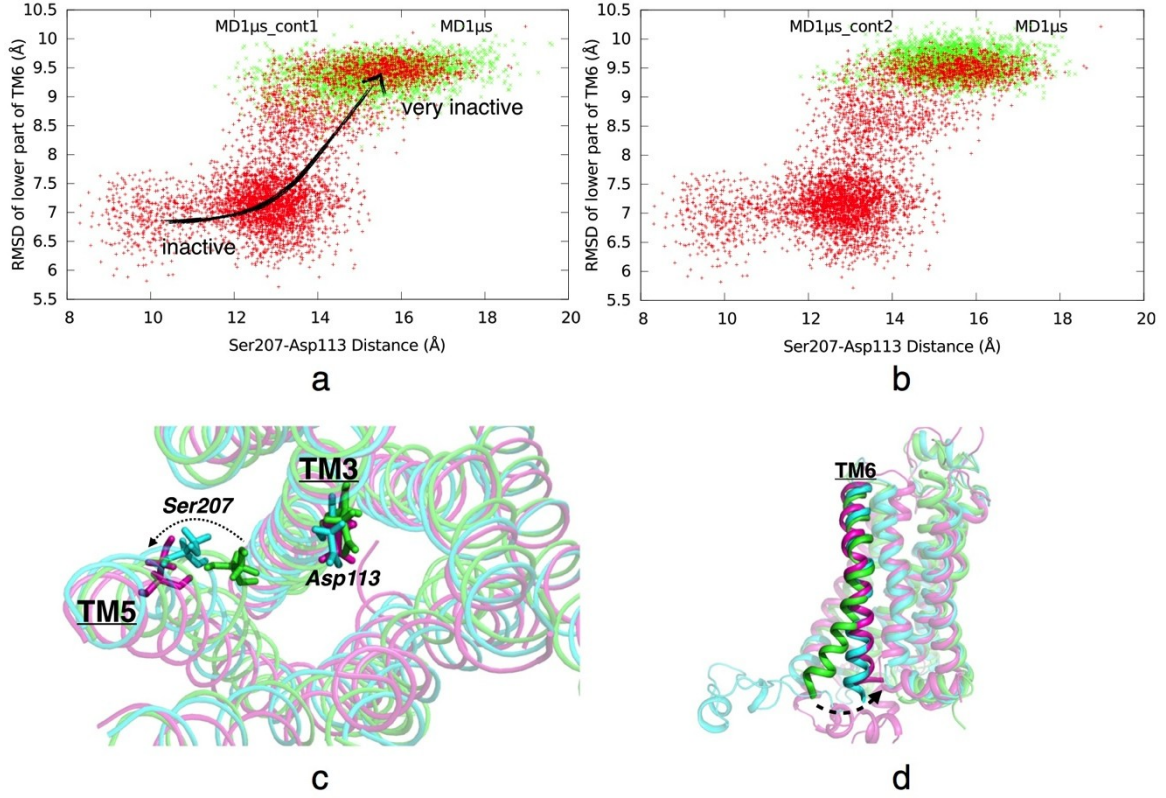 MD1µs_cont1 MD1µs
RMSD of lower part of TM6 (Å)
10.5
10
9.5
9
8.5
8
7.5
7
6.5
6
5.5
very inactive
inactive
8 10 12 14 16 18 20
Ser207-Asp113 Distance (Å)
a
MD1µs_cont2 MD1µs
RMSD of lower part of TM6 (Å)
10.5
10
9.5
9
8.5
8
7.5
7
6.5
6
5.5
8 10 12 14 16 18 20
Ser207-Asp113 Distance (Å)
b
TM3
Ser207
Asp113
TM5
c
TM6
d